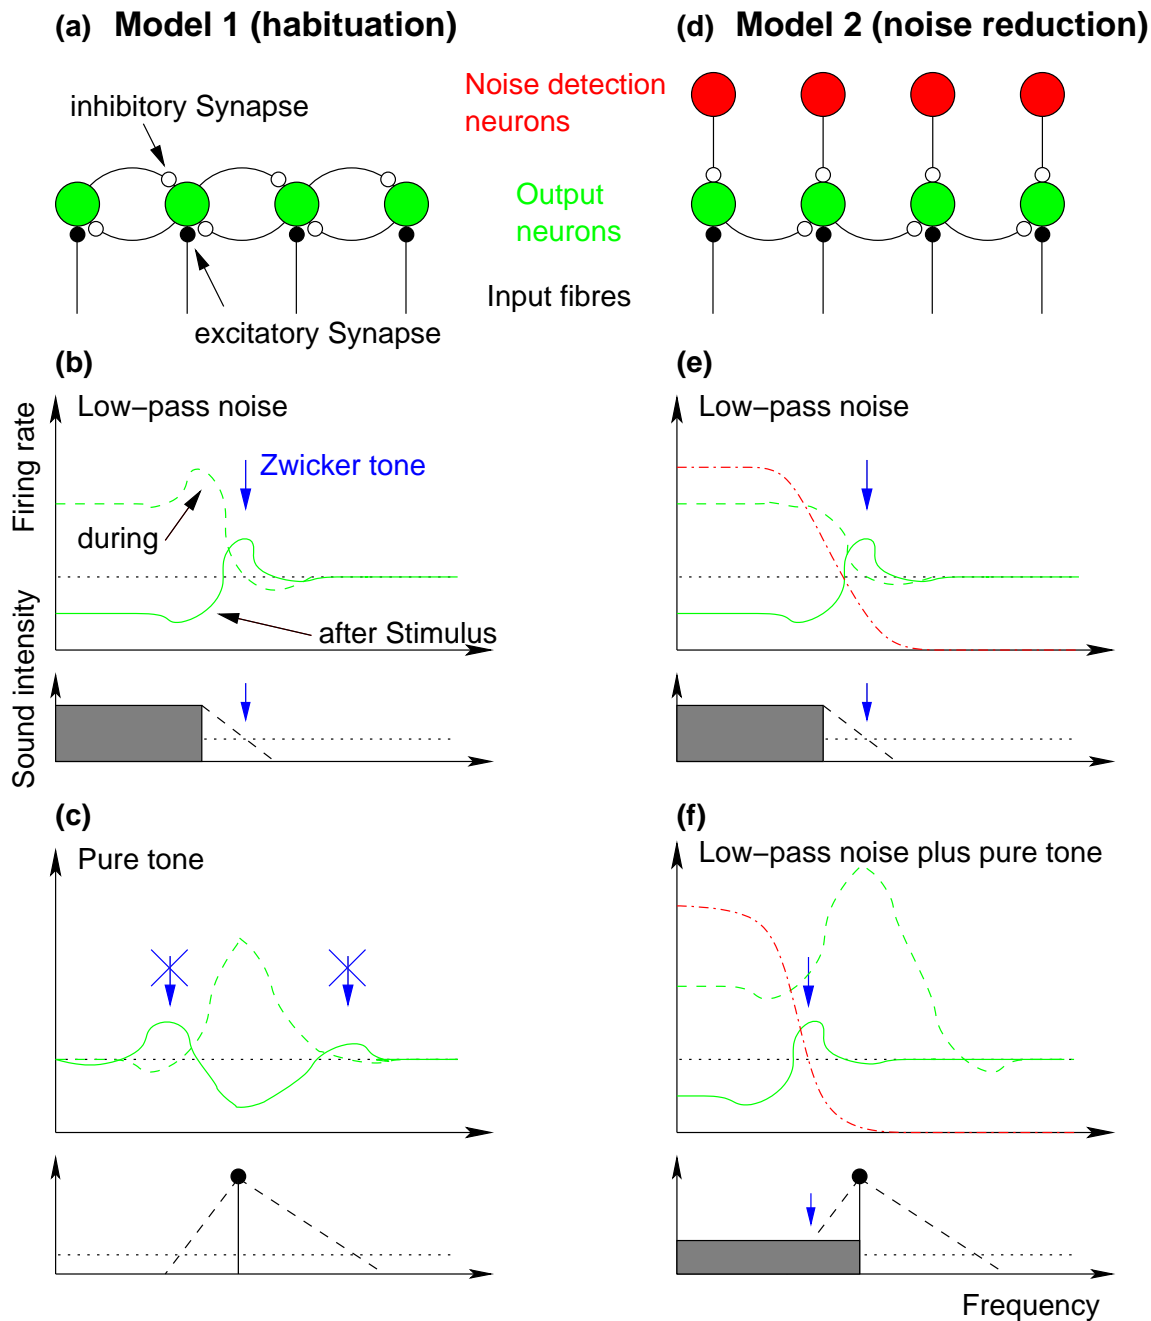 (a) Model 1 (habituation)
(d) Model 2 (noise reduction)
inhibitory Synapse
Noise detection
neurons
Output
neurons
Input fibres
excitatory Synapse
(b)
Low−pass noise
Firing rate
Zwicker tone
during
after Stimulus
Sound intensity
(e)
Low−pass noise
(c)
Pure tone
(f)
Low−pass noise plus pure tone
Frequency